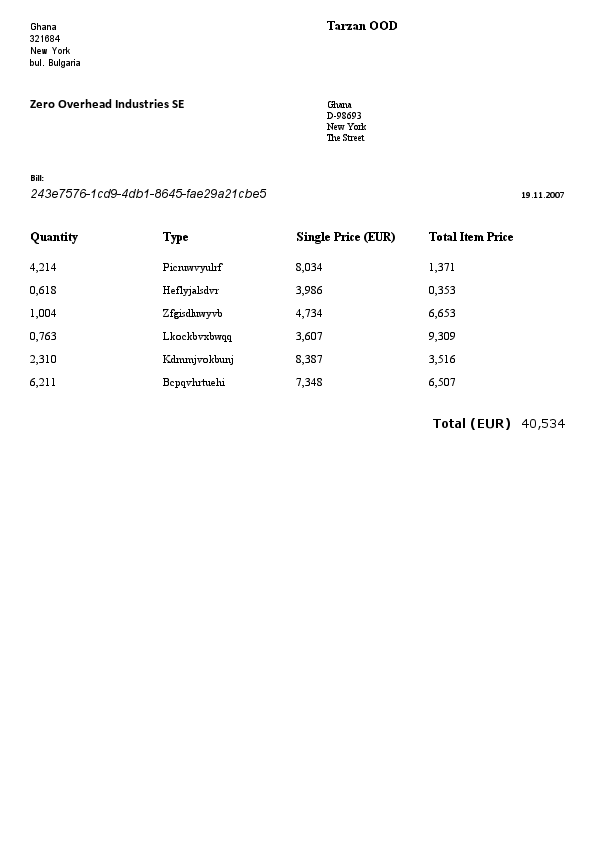 Ghana
321684
New York
bul. Bulgaria
Tarzan OOD
Zero Overhead Industries SE
Ghana
D-98693
New York
The Street
Bill:
243e7576-1cd9-4db1-8645-fae29a21cbe5
19.11.2007
Quantity Type Single Price (EUR) Total Item Price
4,214 Picruwvyulrf 8,034 1,371
0,618 Heflyjalsdvr 3,986 0,353
1,004 Zfgisdhuwyvb 4,734 6,653
0,763 Lkockbvxbwqq 3,607 9,309
2,310 Kdmmjvokbunj 8,387 3,516
6,211 Bcpqvhrtuehi 7,348 6,507
Total (EUR) 40,534